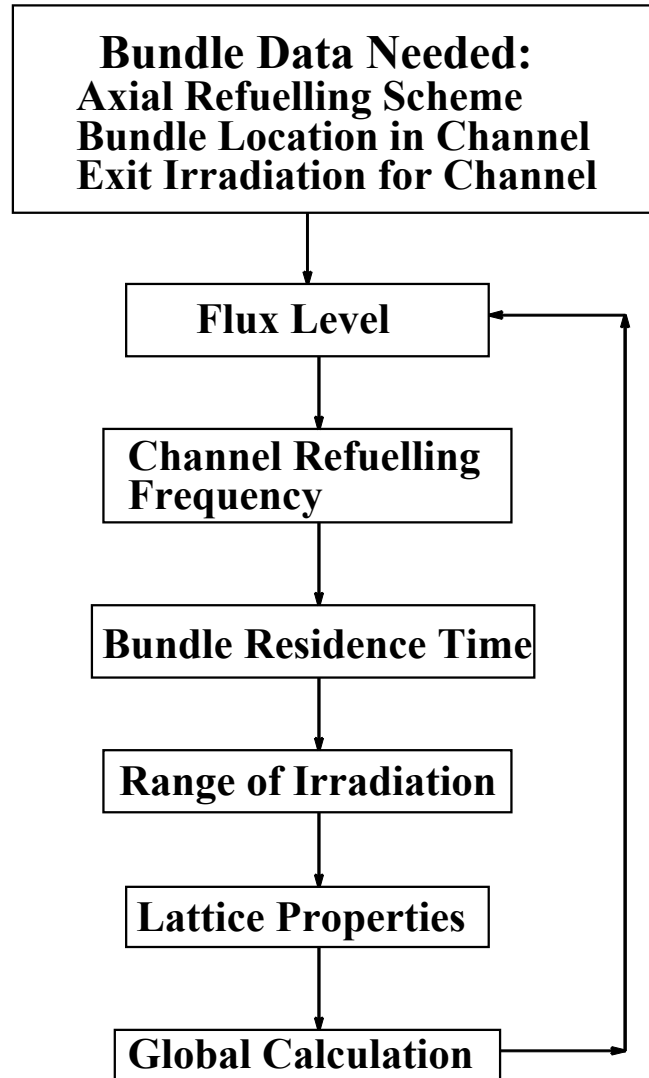 Bundle Data Needed:
Axial Refuelling Scheme
Bundle Location in Channel
Exit Irradiation for Channel
Flux Level
Channel Refuelling
Frequency
Bundle Residence Time
Range of Irradiation
Lattice Properties
Global Calculation